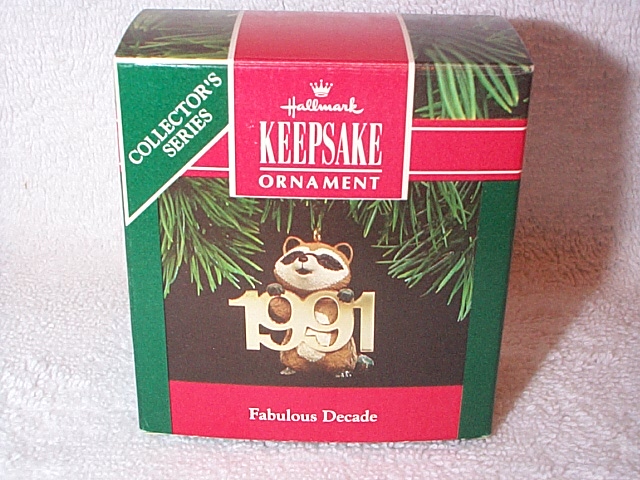 COLLECTOR'S
SERIES
Hallmark
KEEPSAKE
ORNAMENT
1991
Fabulous Decade